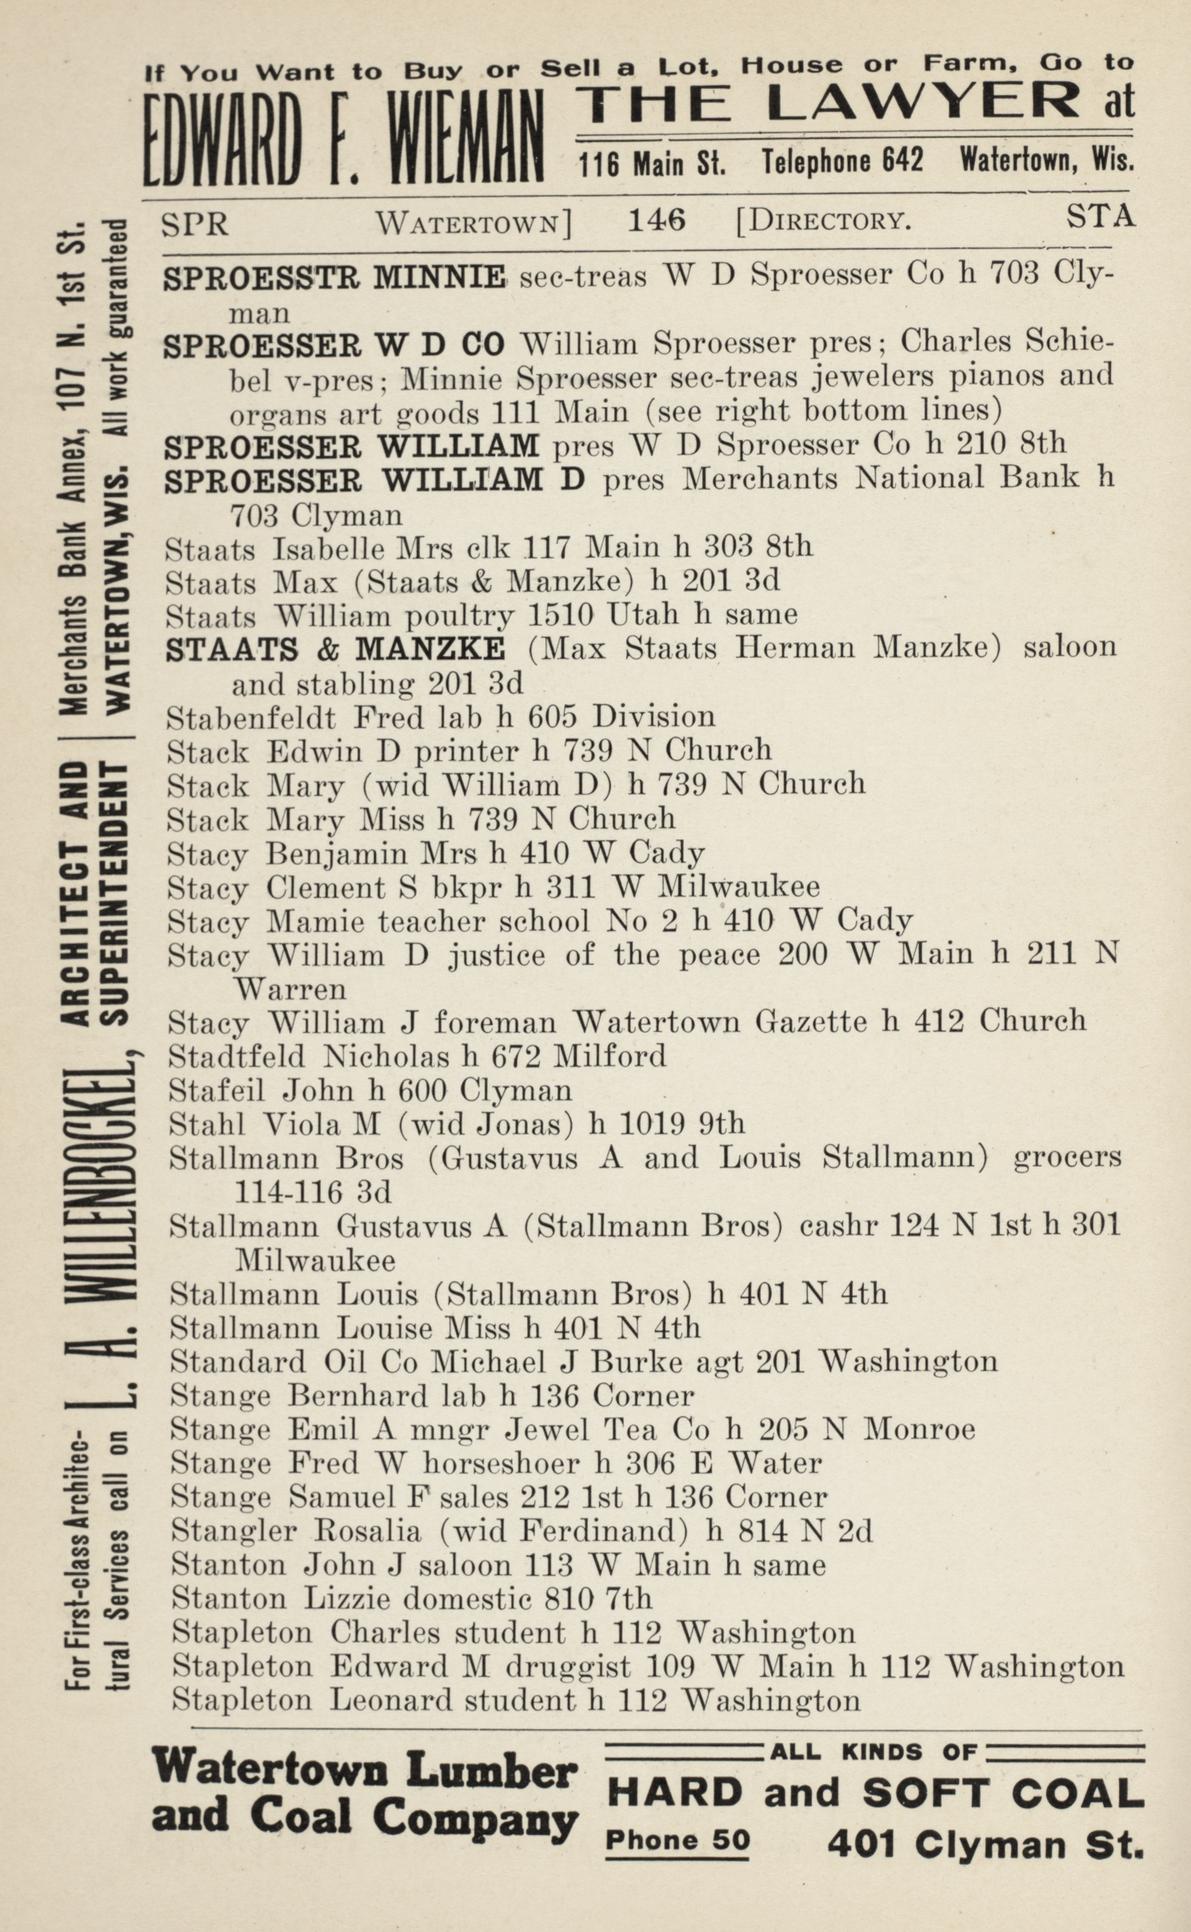 If You Want to Buy or Sell a Lot, House or Farm, Go to
EDWARD F. WIEMAN THE LAWYER at
116 Main St. Telephone 642 Watertown, Wis.
SPR WATERTOWN] 146 [DIRECTORY. STA
SPROESSTR MINNIE sec-treas W D Sproesser Co h 703 Cly-
man
SPROESSER W D CO William Sproesser pres; Charles Schie-
bel v-pres; Minnie Sproesser sec-treas jewelers pianos and
organs art goods 111 Main (see right bottom lines)
SPROESSER WILLIAM pres W D Sproesser Co h 210 8th
SPROESSER WILLIAM D pres Merchants National Bank h
703 Clyman
Staats Isabelle Mrs clk 117 Main h 303 8th
Staats Max (Staats & Manzke) h 201 3d
Staats William poultry 1510 Utah h same
STAATS & MANZKE (Max Staats Herman Manzke) saloon
and stabling 201 3d
Stabenfeldt Fred lab h 605 Division
Stack Edwin D printer h 739 N Church
Stack Mary (wid William D) h 739 N Church
Stack Mary Miss h 739 N Church
Stacy Benjamin Mrs h 410 W Cady
Stacy Clement S bkpr h 311 W Milwaukee
Stacy Mamie teacher school No 2 h 410 W Cady
Stacy William D justice of the peace 200 W Main h 211 N
Warren
Stacy William J foreman Watertown Gazette h 412 Church
Stadtfeld Nicholas h 672 Milford
Stafeil John h 600 Clyman
Stahl Viola M (wid Jonas) h 1019 9th
Stallmann Bros (Gustavus A and Louis Stallmann) grocers
114-116 3d
Stallmann Gustavus A (Stallmann Bros) cashr 124 N 1st h 301
Milwaukee
Stallmann Louis (Stallmann Bros) h 401 N 4th
Stallmann Louise Miss h 401 N 4th
Standard Oil Co Michael J Burke agt 201 Washington
Stange Bernhard lab h 136 Corner
Stange Emil A mngr Jewel Tea Co h 205 N Monroe
Stange Fred W horseshoer h 306 E Water
Stange Samuel F sales 212 1st h 136 Corner
Stangler Rosalia (wid Ferdinand) h 814 N 2d
Stanton John J saloon 113 W Main h same
Stanton Lizzie domestic 810 7th
Stapleton Charles student h 112 Washington
Stapleton Edward M druggist 109 W Main h 112 Washington
Stapleton Leonard student h 112 Washington
For First-class Architec-
tural Services call on
L. A. WILLENBOCKEL,
ARCHITECT AND
SUPERINTENDENT
Merchants Bank Annex, 107 N. 1st St.
WATERTOWN, WIS. All work guaranteed
Watertown Lumber
and Coal Company
ALL KINDS OF
HARD and SOFT COAL
Phone 50 401 Clyman St.